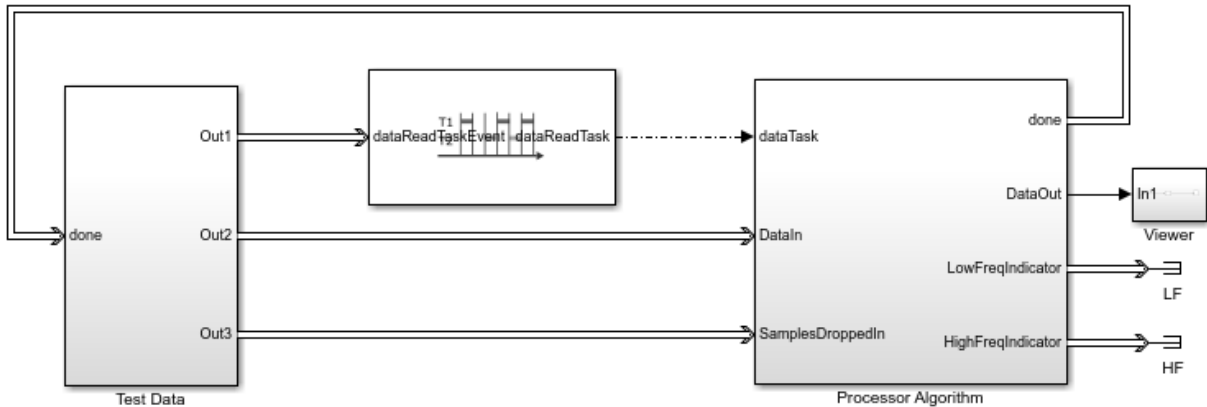 Out1
T1
dataReadTaskEvent
dataReadTask
T2
dataTask
done
DataOut
In1
Viewer
done
Out2
DataIn
LowFreqIndicator
LF
Out3
SamplesDroppedIn
HighFreqIndicator
HF
Test Data
Processor Algorithm